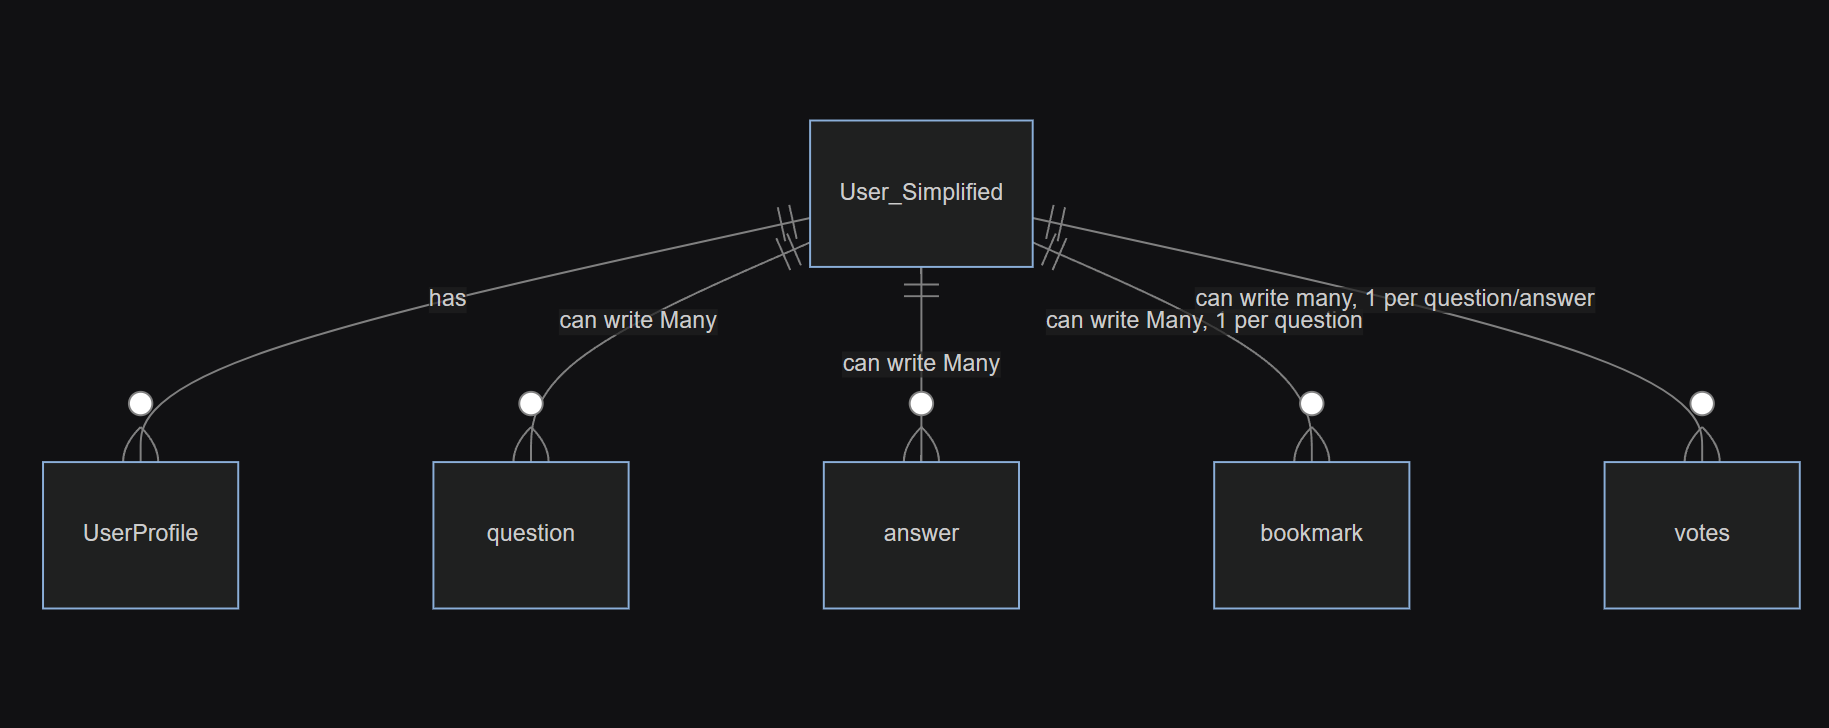 User_Simplified
has
can write Many
can write Many
can write Many, 1 per question
can write many, 1 per question/answer
UserProfile
question
answer
bookmark
votes